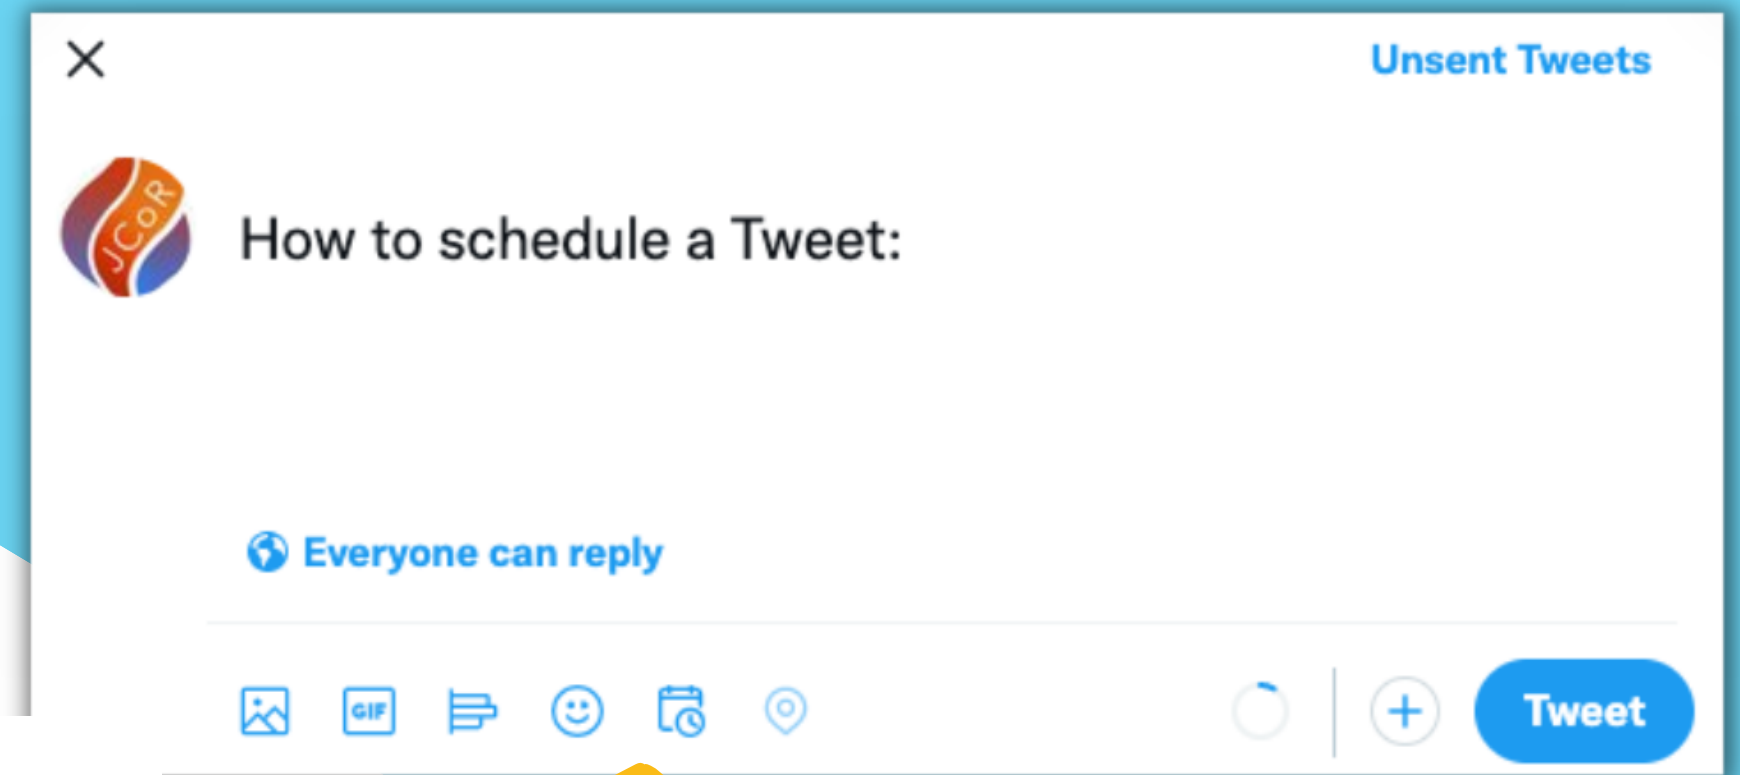 Unsent Tweets
JCoR
How to schedule a Tweet:
Everyone can reply
GIF
Tweet